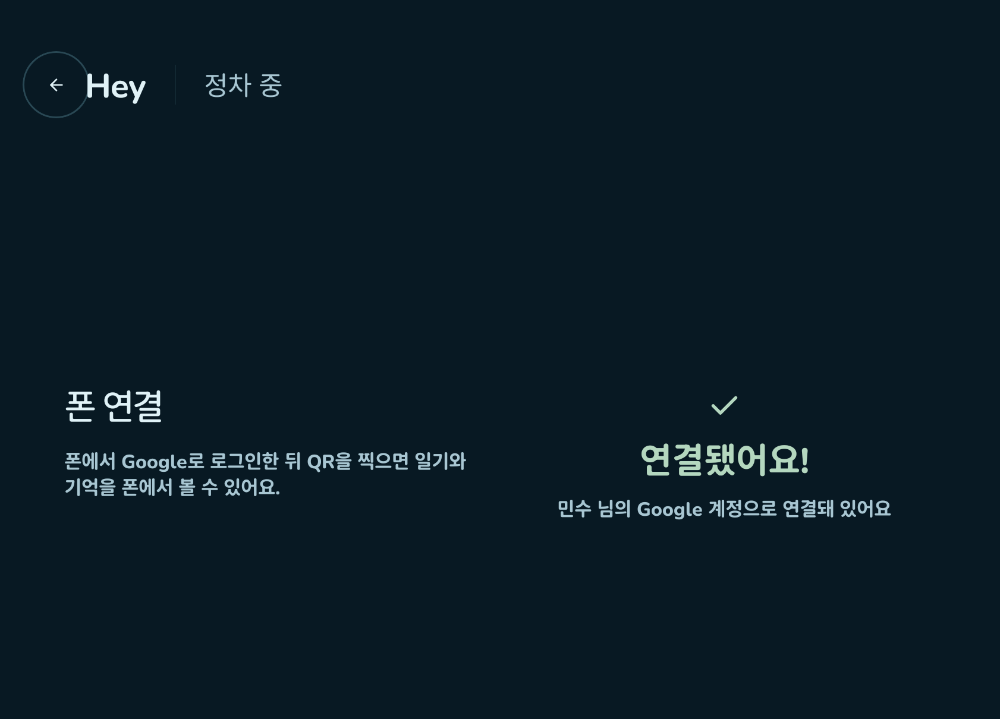 Hey
정차 중
폰 연결
폰에서 Google로 로그인한 뒤 QR을 찍으면 일기와
기억을 폰에서 볼 수 있어요.
연결됐어요!
민수 님의 Google 계정으로 연결돼 있어요